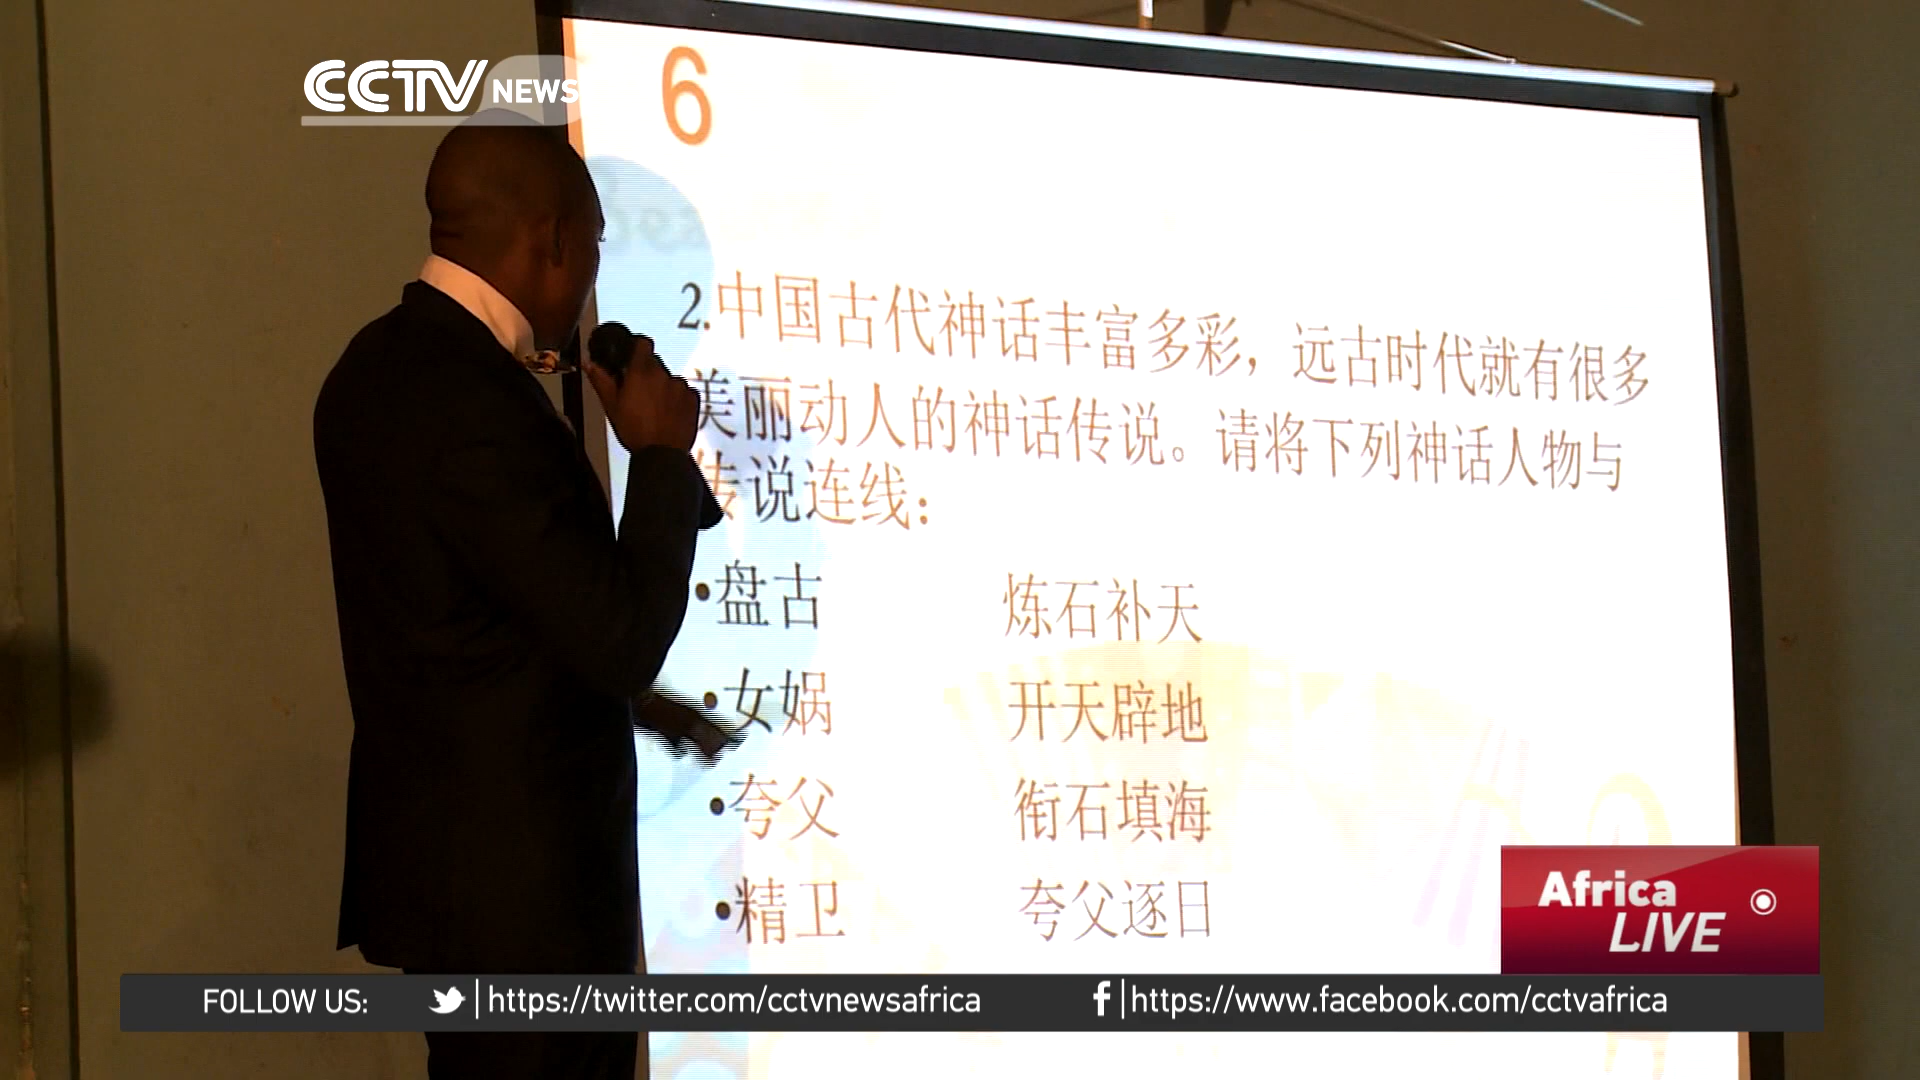 CCTV NEWS
6
2.中国古代神话丰富多彩，远古时代就有很多
美丽动人的神话传说。请将下列神话人物与
传说连线：
•盘古 炼石补天
•女娲 开天辟地
•夸父 衔石填海
•精卫 夸父逐日
Africa
LIVE
FOLLOW US: https://twitter.com/cctvnewsafrica https://www.facebook.com/cctvafrica